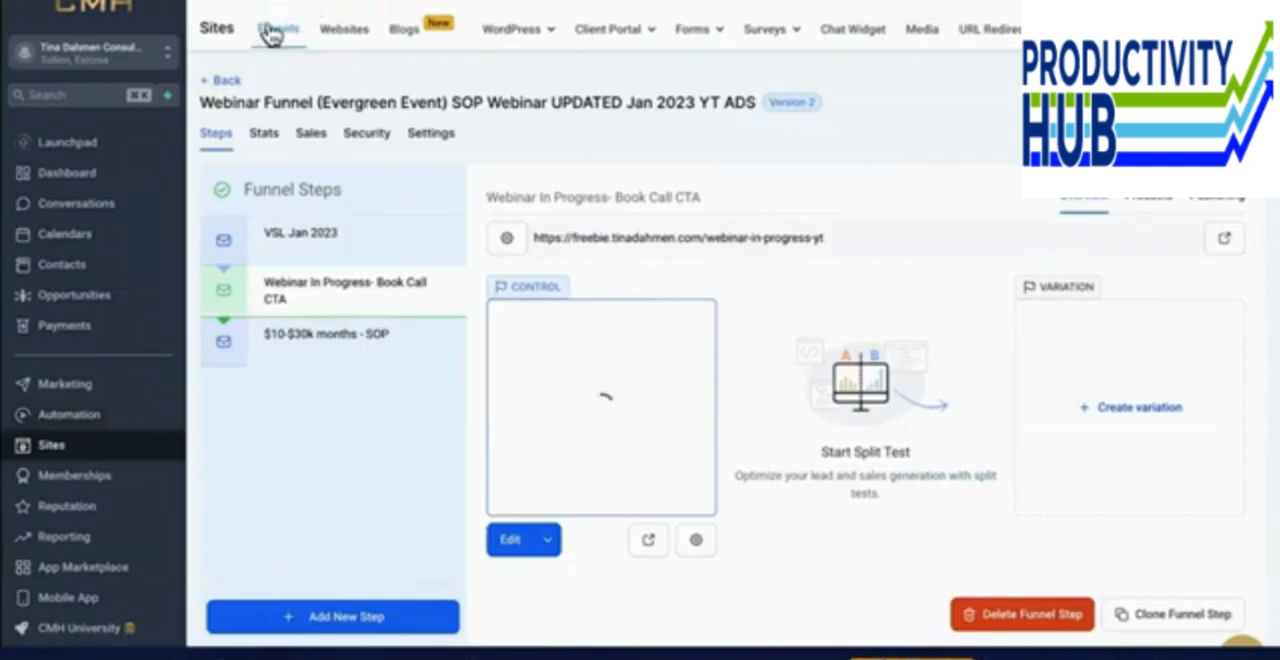 CMH
Sites Funnels Websites Blogs New WordPress Client Portal Forms Surveys Chat Widget Media URL Redirec
PRODUCTIVITY
HUB
Tina Dahmen Consul...
Tallinn, Estonia
Search
Launchpad
Dashboard
Conversations
Calendars
Contacts
Opportunities
Payments
Marketing
Automation
Sites
Memberships
Reputation
Reporting
App Marketplace
Mobile App
CMH University
Back
Webinar Funnel (Evergreen Event) SOP Webinar UPDATED Jan 2023 YT ADS Version 2
Steps Stats Sales Security Settings
Funnel Steps
VSL Jan 2023
Webinar In Progress- Book Call
CTA
$10-$30k months - SOP
+ Add New Step
Webinar In Progress- Book Call CTA
https://freebie.tinadahmen.com/webinar-in-progress-yt
CONTROL
Edit
A B
Start Split Test
Optimize your lead and sales generation with split
tests.
VARIATION
+ Create variation
Delete Funnel Step
Clone Funnel Step